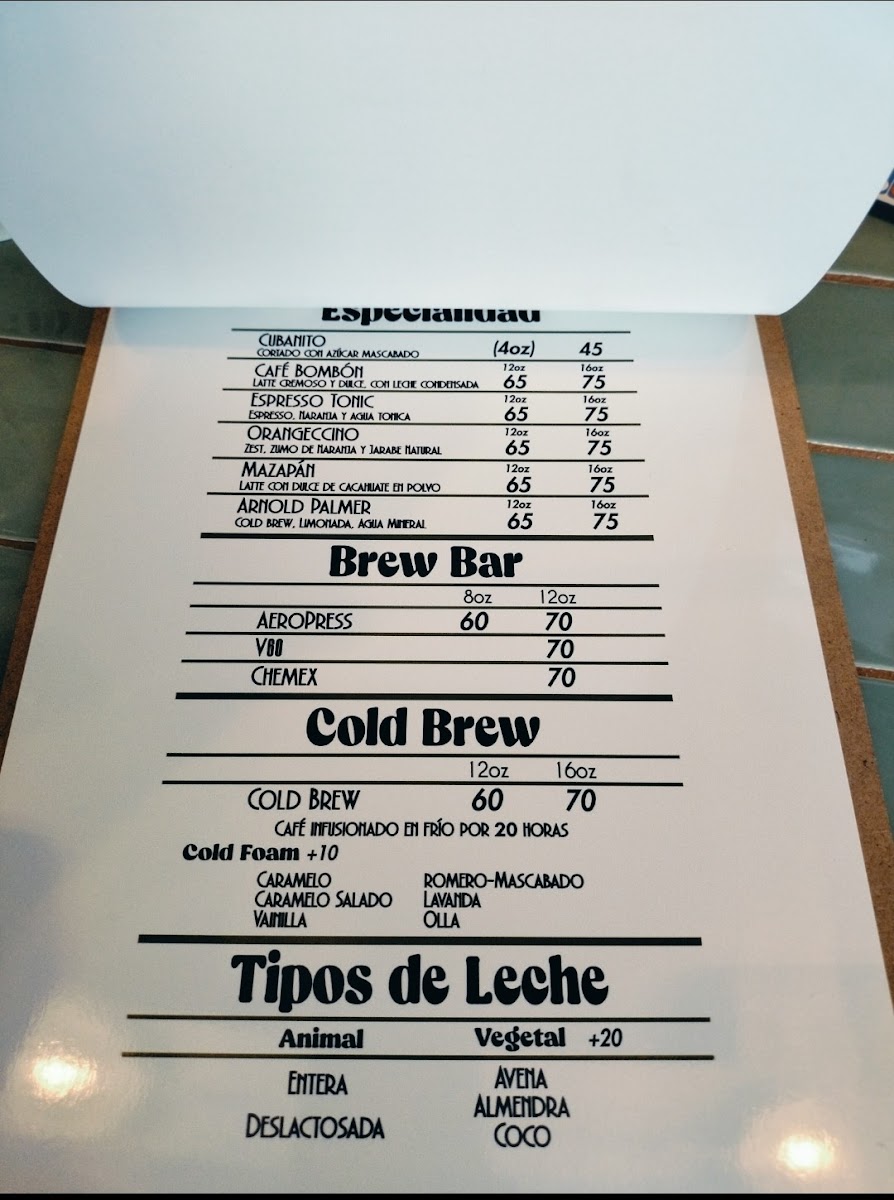 Especialidad
CUBANITO (4oz) 45
CORTADO CON AZÚCAR MASCABADO
CAFÉ BOMBÓN 12oz 65 16oz 75
LATTE CREMOSO Y DULCE, CON LECHE CONDENSADA
ESPRESSO TONIC 12oz 65 16oz 75
ESPRESSO, NARANJA Y AGUA TONICA
ORANGECCINO 12oz 65 16oz 75
ZEST, ZUMO DE NARANJA Y JARABE NATURAL
MAZAPÁN 12oz 65 16oz 75
LATTE CON DULCE DE CACAHUATE EN POLVO
ARNOLD PALMER 12oz 65 16oz 75
COLD BREW, LIMONADA, AGUA MINERAL
Brew Bar
8oz 12oz
AEROPRESS 60 70
V60 70
CHEMEX 70
Cold Brew
12oz 16oz
COLD BREW 60 70
CAFÉ INFUSIONADO EN FRÍO POR 20 HORAS
Cold Foam +10
CARAMELO ROMERO-MASCABADO
CARAMELO SALADO LAVANDA
VAINILLA OLLA
Tipos de Leche
Animal Vegetal +20
ENTERA AVENA
ALMENDRA
DESLACTOSADA COCO